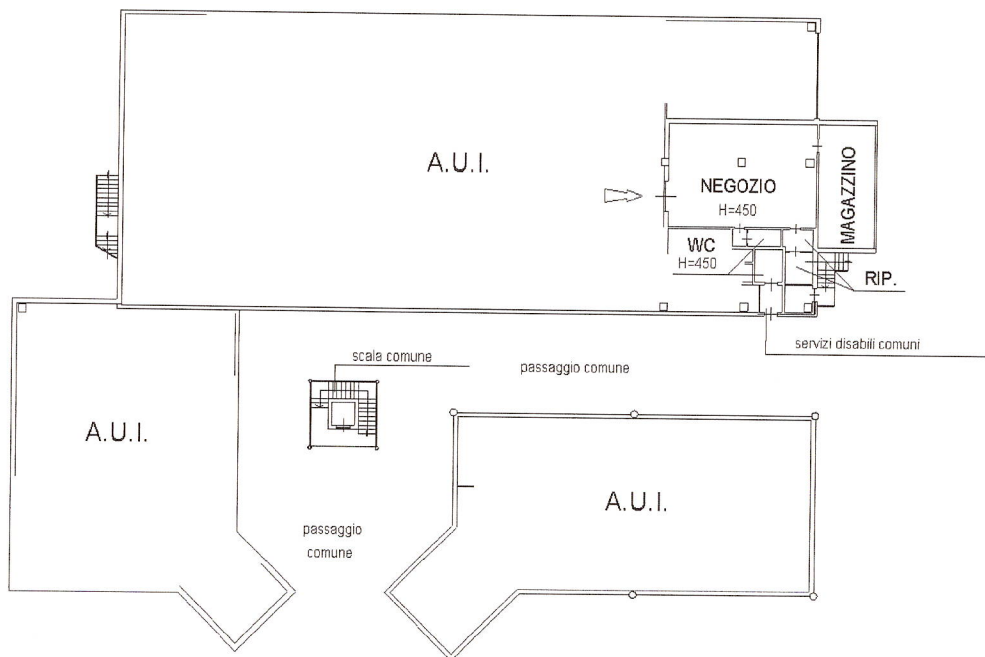 A.U.I.
NEGOZIO
H=450
MAGAZZINO
WC
H=450
RIP.
servizi disabili comuni
scala comune
passaggio comune
A.U.I.
A.U.I.
passaggio
comune